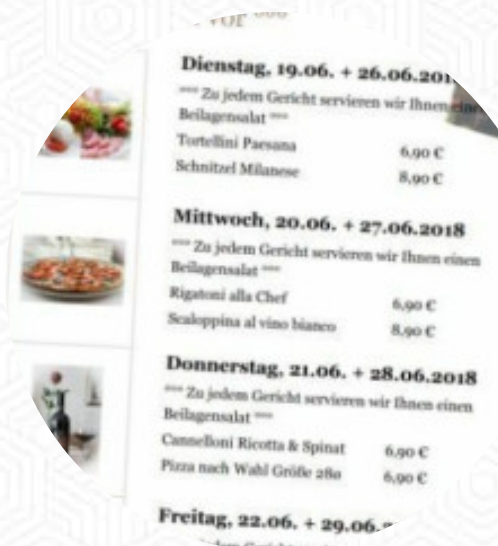 Dienstag, 19.06. + 26.06.201
*** Zu jedem Gericht servieren wir Ihnen einen
Beilagensalat ***
Tortellini Paesana 6,90 €
Schnitzel Milanese 8,90 €
Mittwoch, 20.06. + 27.06.2018
*** Zu jedem Gericht servieren wir Ihnen einen
Beilagensalat ***
Rigatoni alla Chef 6,90 €
Scaloppina al vino bianco 8,90 €
Donnerstag, 21.06. + 28.06.2018
*** Zu jedem Gericht servieren wir Ihnen einen
Beilagensalat ***
Cannelloni Ricotta & Spinat 6,90 €
Pizza nach Wahl Größe 28ø 6,90 €
Freitag, 22.06. + 29.06.